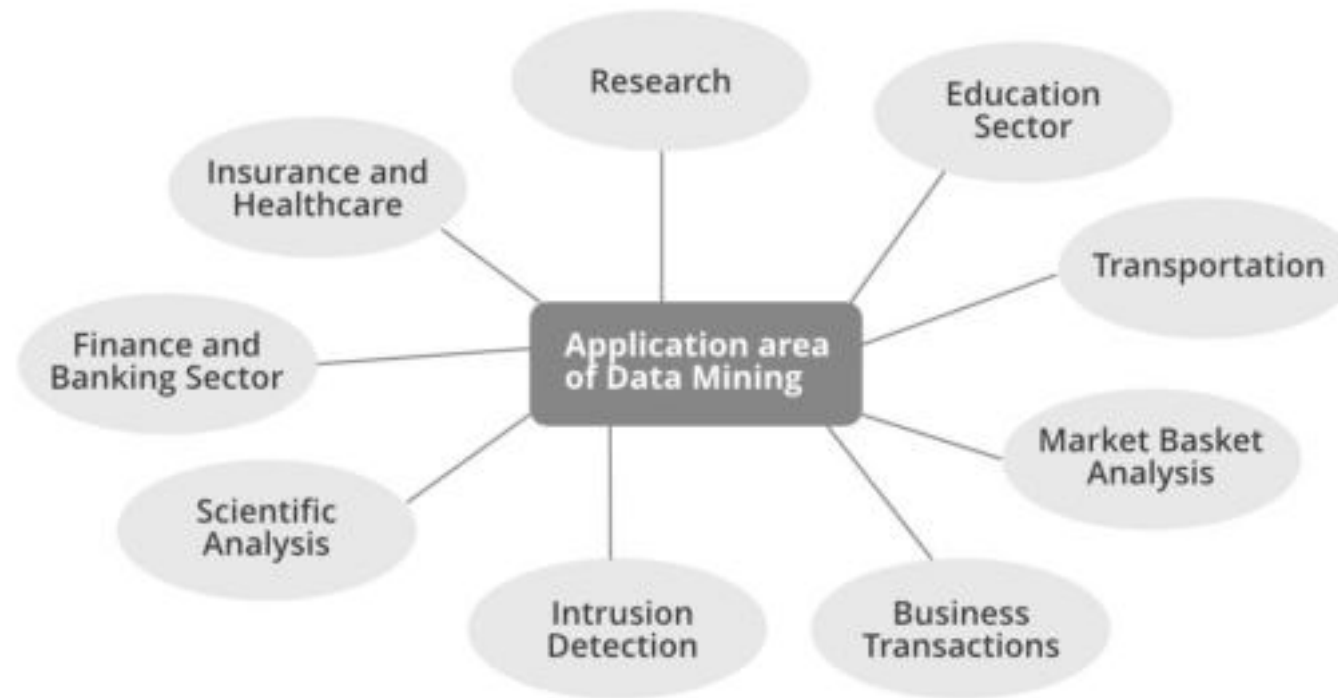 Research
Education
Sector
Insurance and
Healthcare
Transportation
Application area
of Data Mining
Finance and
Banking Sector
Market Basket
Analysis
Scientific
Analysis
Intrusion
Detection
Business
Transactions